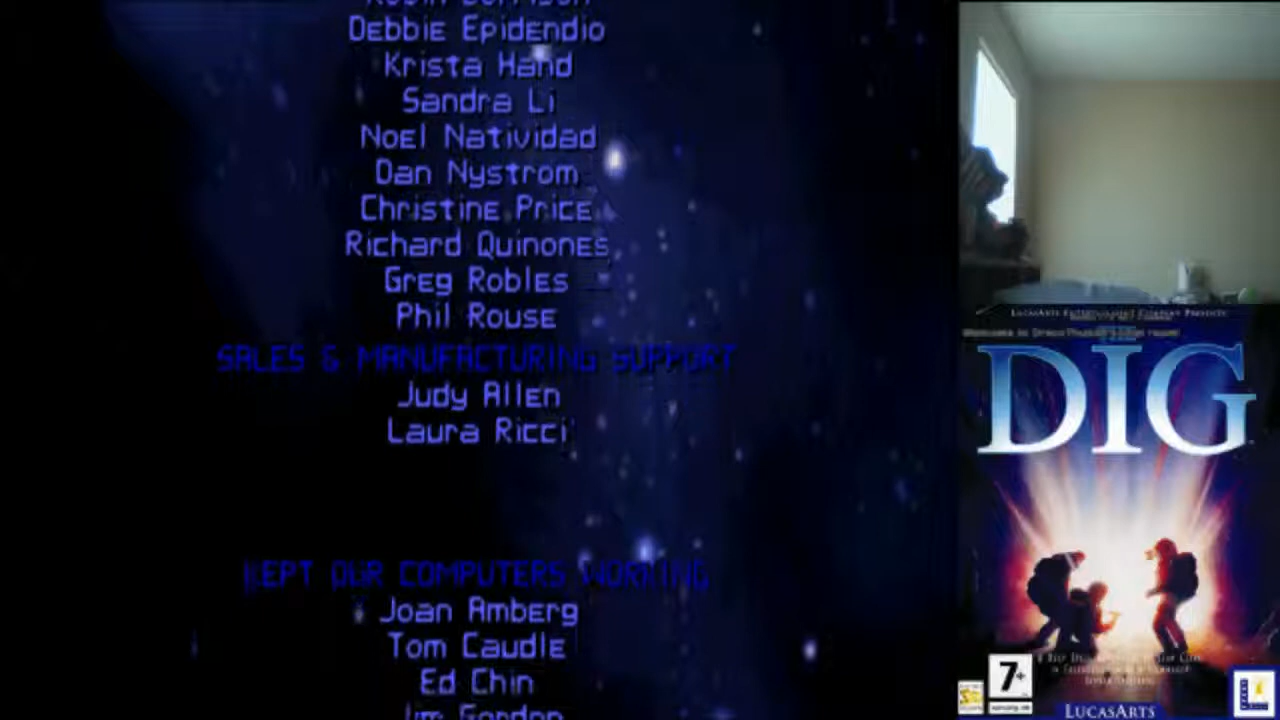 Debbie Epidendio
Krista Hand
Sandra Li
Noel Natividad
Dan Nystrom
Christine Price
Richard Quinones
Greg Robles
Phil Rouse
SALES & MANUFACTURING SUPPORT
Judy Allen
Laura Ricci
KEPT OUR COMPUTERS WORKING
Joan Amberg
Tom Caudle
Ed Chin
Jim Gordon
DIG
7+
LUCASARTS